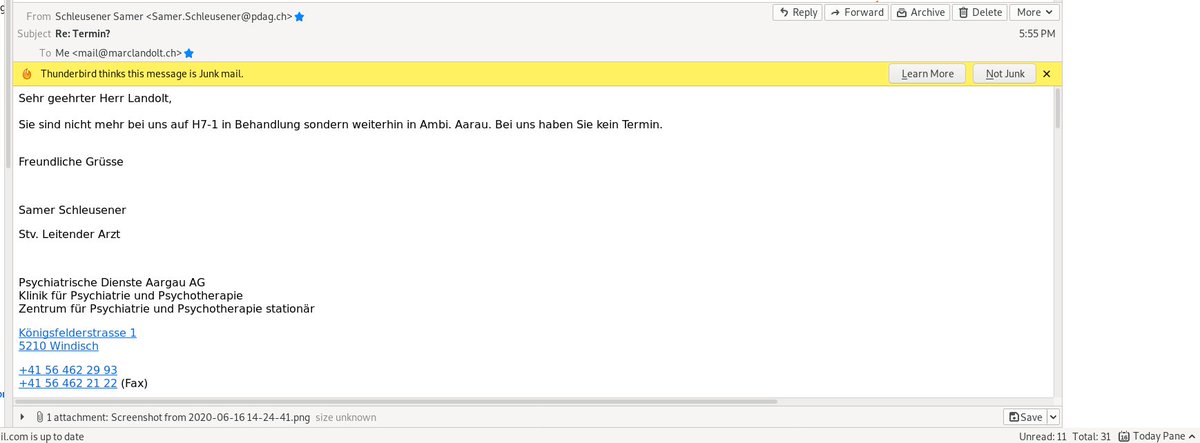 From Schleusener Samer <Samer.Schleusener@pdag.ch>
Reply Forward Archive Delete More
Subject Re: Termin?
5:55 PM
To Me <mail@marclandolt.ch>
Thunderbird thinks this message is Junk mail.
Learn More Not Junk
Sehr geehrter Herr Landolt,
Sie sind nicht mehr bei uns auf H7-1 in Behandlung sondern weiterhin in Ambi. Aarau. Bei uns haben Sie kein Termin.
Freundliche Grüsse
Samer Schleusener
Stv. Leitender Arzt
Psychiatrische Dienste Aargau AG
Klinik für Psychiatrie und Psychotherapie
Zentrum für Psychiatrie und Psychotherapie stationär
Königsfelderstrasse 1
5210 Windisch
+41 56 462 29 93
+41 56 462 21 22 (Fax)
1 attachment: Screenshot from 2020-06-16 14-24-41.png size unknown
Save
il.com is up to date
Unread: 11 Total: 31 Today Pane